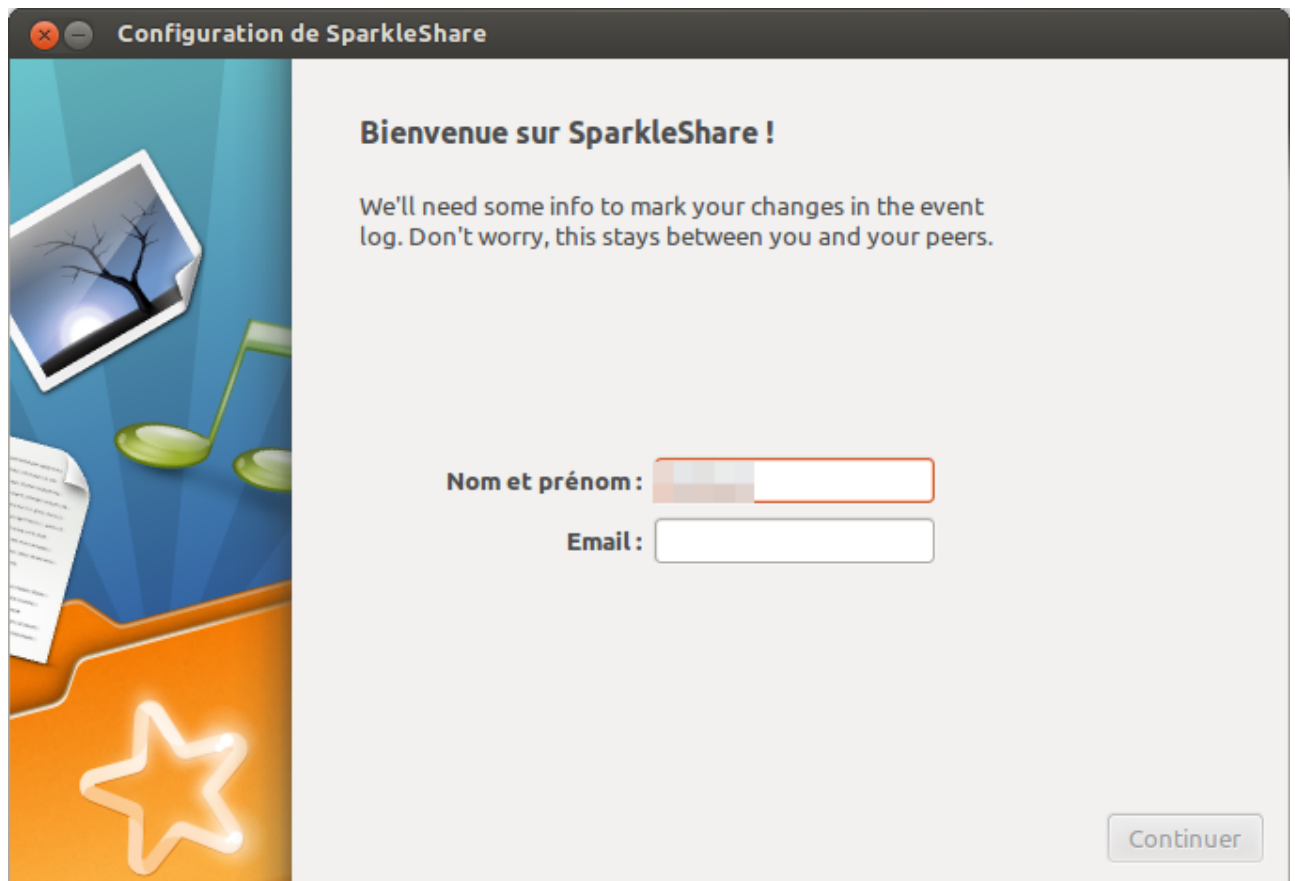 Configuration de SparkleShare
Bienvenue sur SparkleShare !
We'll need some info to mark your changes in the event
log. Don't worry, this stays between you and your peers.
Nom et prénom :
Email :
Continuer